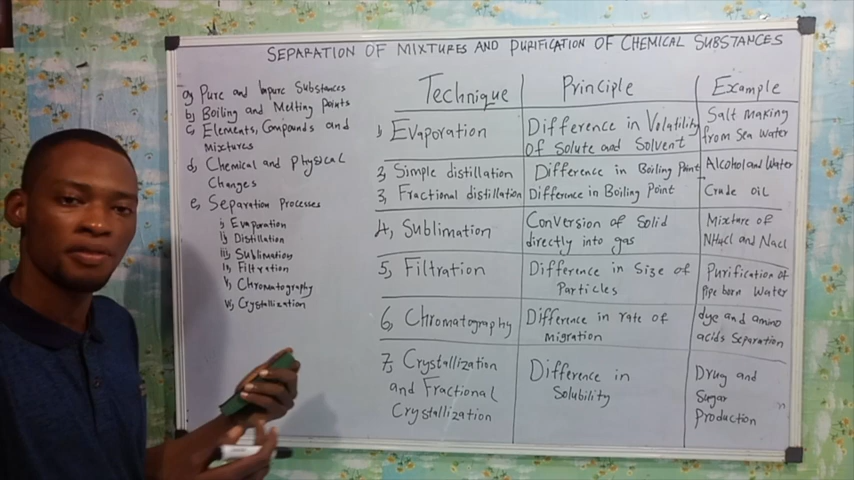 SEPARATION OF MIXTURES AND PURIFICATION OF CHEMICAL SUBSTANCES
a, Pure and Impure Substances
b, Boiling and Melting Points
c, Elements, Compounds and
Mixtures
d, Chemical and Physical
Changes
e, Separation Processes
i, Evaporation
ii, Distillation
iii, Sublimation
iv, Filtration
v, Chromatography
vi, Crystallization
Technique Principle Example
1, Evaporation Difference in Volatility of Solute and Solvent Salt making from Sea Water
2, Simple distillation Difference in Boiling Point Alcohol and Water
3, Fractional distillation Difference in Boiling Point Crude oil
4, Sublimation Conversion of Solid directly into gas Mixture of NH4Cl and NaCl
5, Filtration Difference in Size of Particles Purification of Pipe born Water
6, Chromatography Difference in rate of migration dye and amino acids Separation
7, Crystallization and Fractional Crystallization Difference in Solubility Drug and Sugar Production